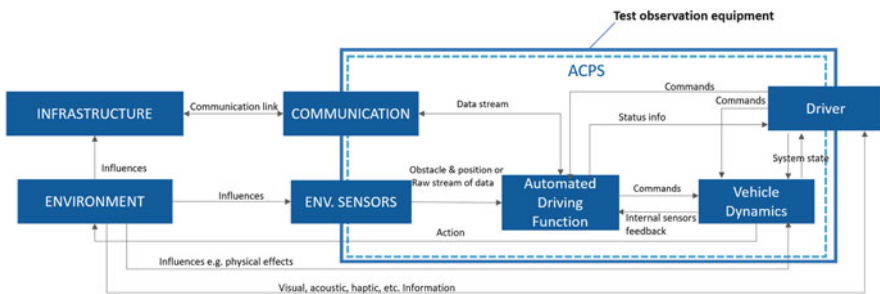 Test observation equipment
ACPS
Commands
Commands
Driver
INFRASTRUCTURE
Communication link
COMMUNICATION
Data stream
Status info
System state
Influences
Obstacle & position or
Raw stream of data
ENVIRONMENT
Influences
ENV. SENSORS
Automated
Driving
Function
Commands
Vehicle
Dynamics
Internal sensors
feedback
Action
Influences e.g. physical effects
Visual, acoustic, haptic, etc. Information